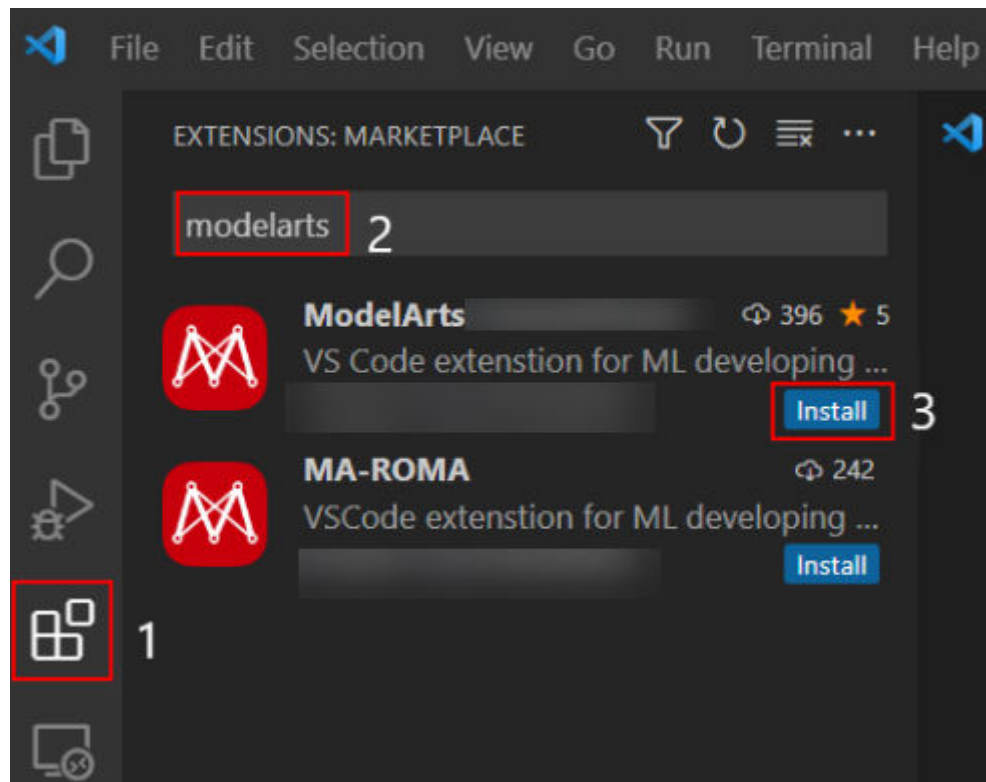 File Edit Selection View Go Run Terminal Help
EXTENSIONS: MARKETPLACE
modelarts 2
ModelArts 396 5
VS Code extenstion for ML developing ...
Install 3
MA-ROMA 242
VSCode extenstion for ML developing ...
Install
1